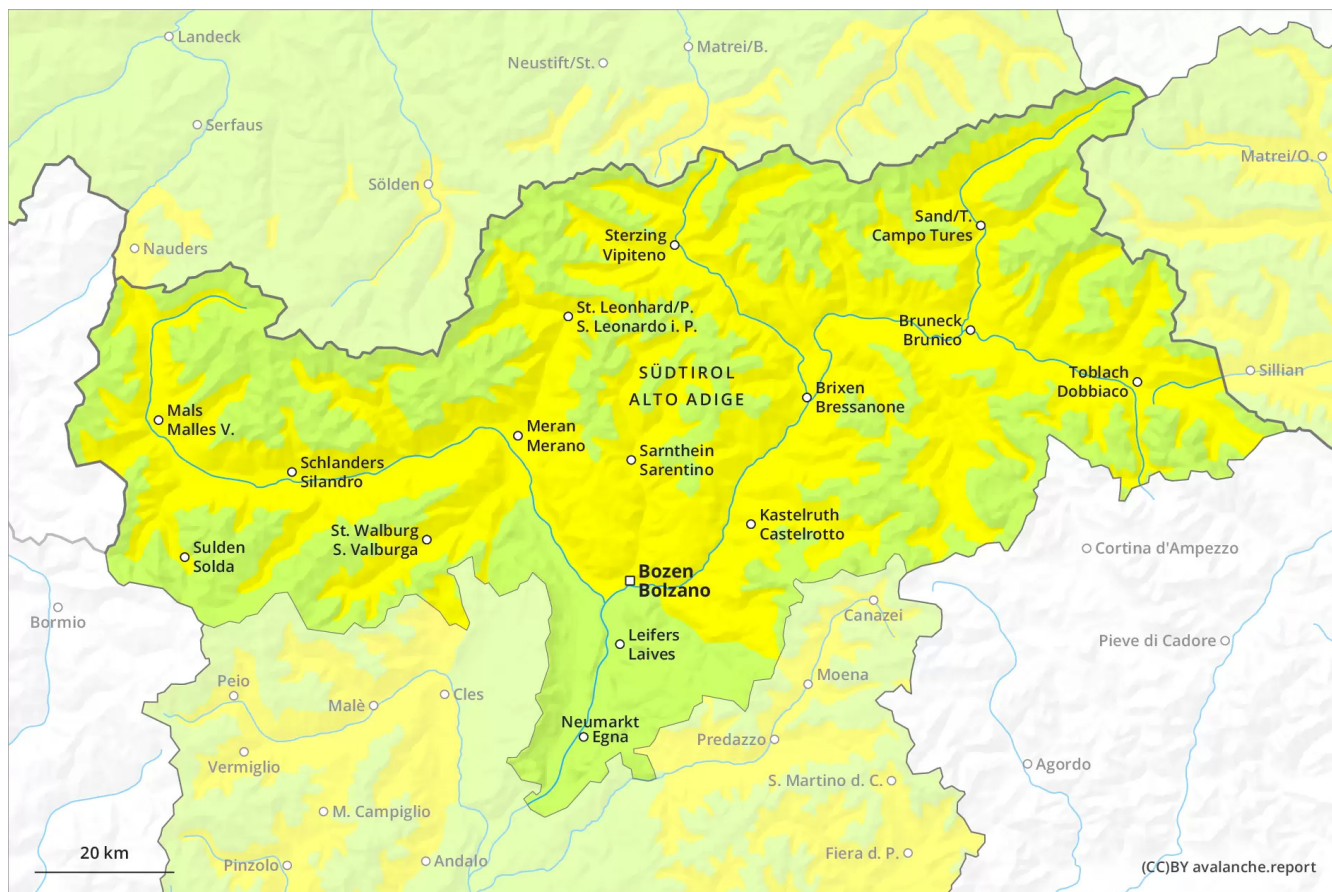 Landeck
Matrei/B.
Neustift/St.
Serfaus
Matrei/O.
Sölden
Sand/T.
Campo Tures
Sterzing
Vipiteno
Nauders
St. Leonhard/P.
S. Leonardo i. P.
Bruneck
Brunico
SÜDTIROL
ALTO ADIGE
Toblach
Dobbiaco
Sillian
Brixen
Bressanone
Mals
Malles V.
Meran
Merano
Schlanders
Silandro
Sarnthein
Sarentino
Kastelruth
Castelrotto
St. Walburg
S. Valburga
Sulden
Solda
Cortina d'Ampezzo
Bozen
Bolzano
Bormio
Canazei
Leifers
Laives
Pieve di Cadore
Peio
Moena
Cles
Malè
Neumarkt
Egna
Predazzo
Vermiglio
Agordo
S. Martino d. C.
M. Campiglio
20 km
Fiera d. P.
Pinzolo
Andalo
(CC)BY avalanche.report